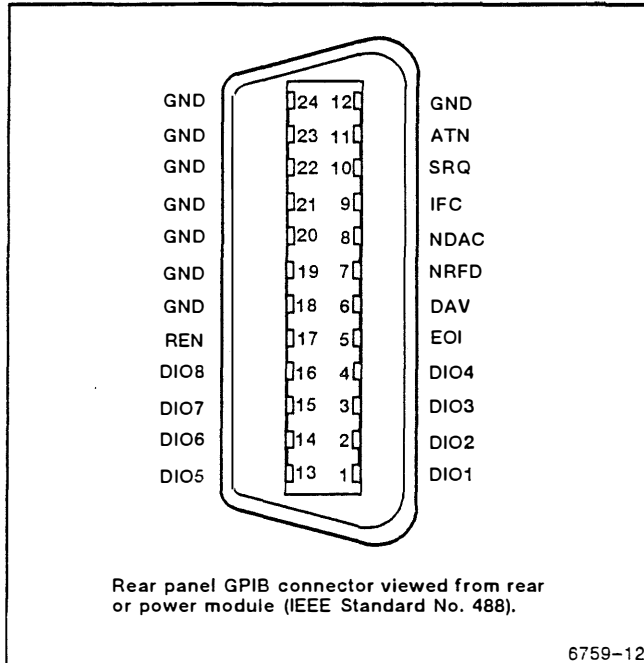 GND 24 12 GND
GND 23 11 ATN
GND 22 10 SRQ
GND 21 9 IFC
GND 20 8 NDAC
GND 19 7 NRFD
GND 18 6 DAV
REN 17 5 EOI
DIO8 16 4 DIO4
DIO7 15 3 DIO3
DIO6 14 2 DIO2
DIO5 13 1 DIO1
Rear panel GPIB connector viewed from rear
or power module (IEEE Standard No. 488).
6759-12